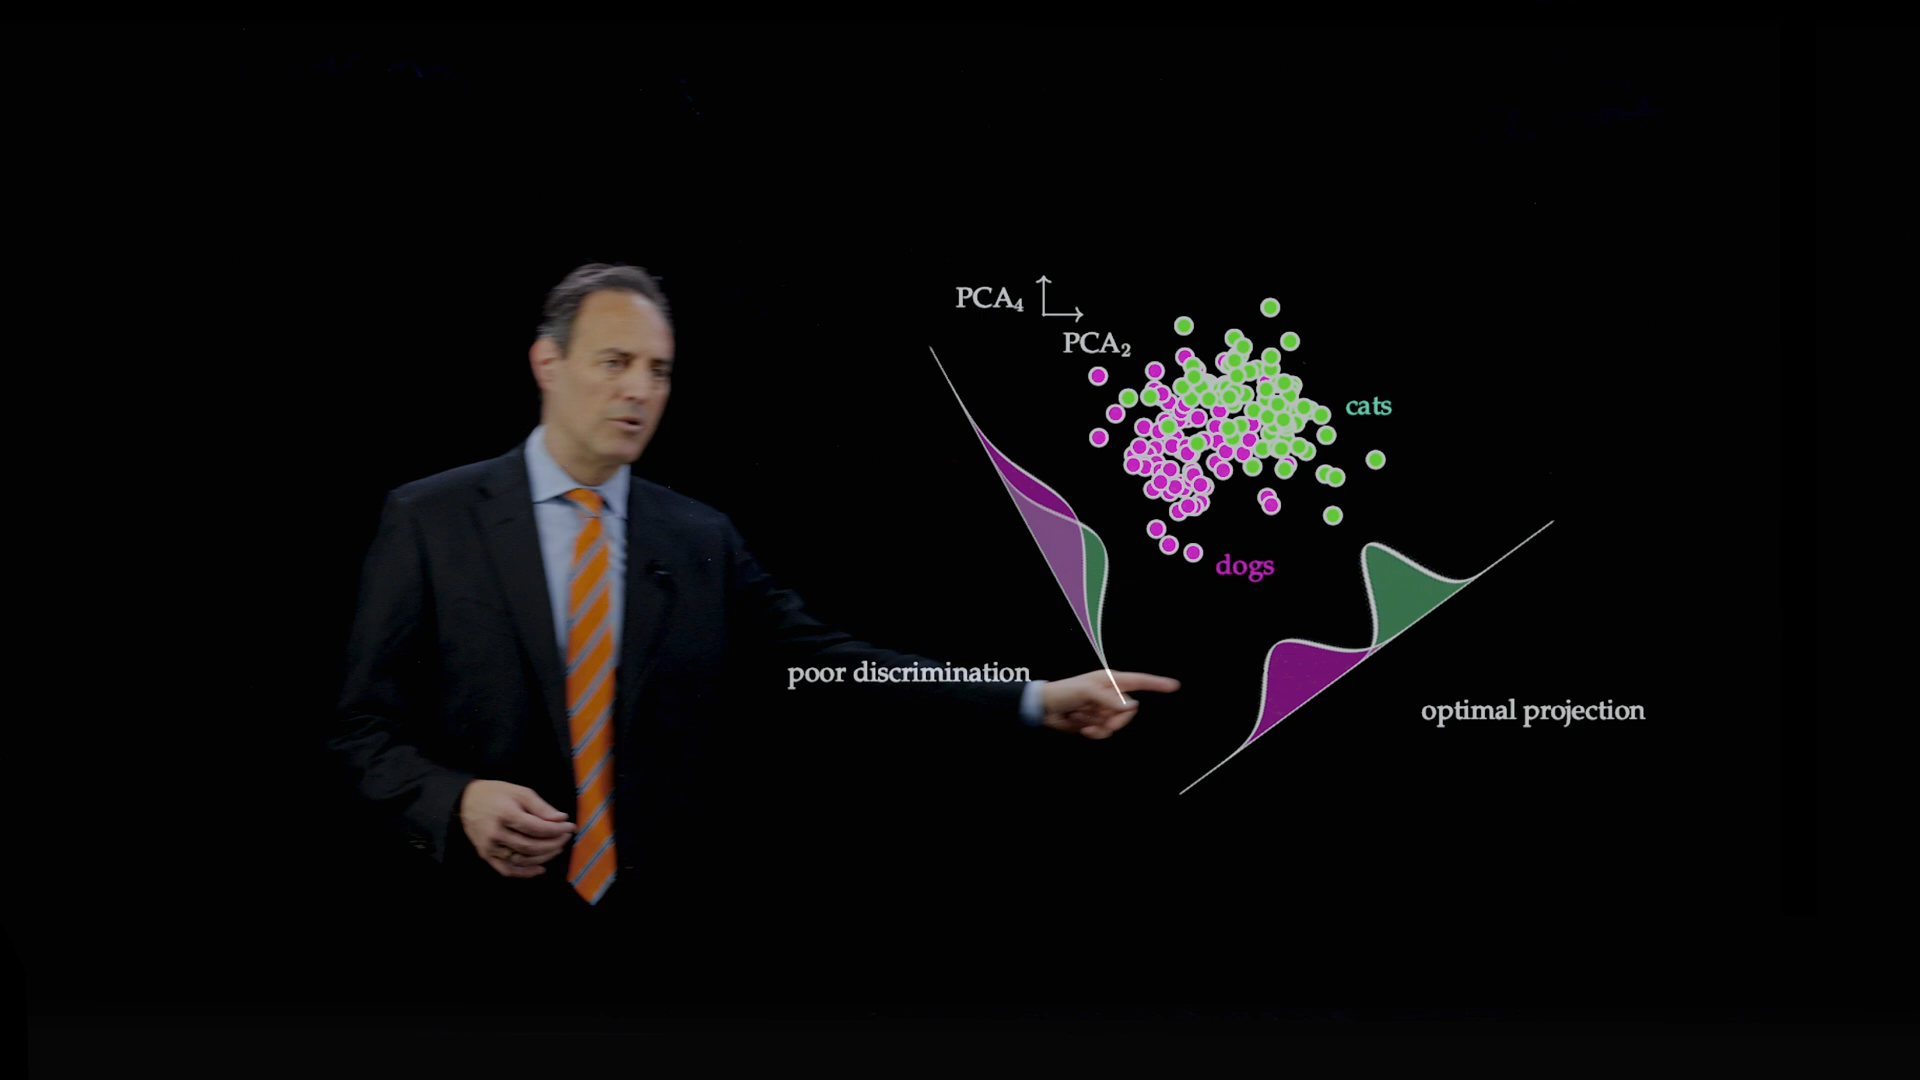 PCA₄
PCA₂
cats
dogs
poor discrimination
optimal projection